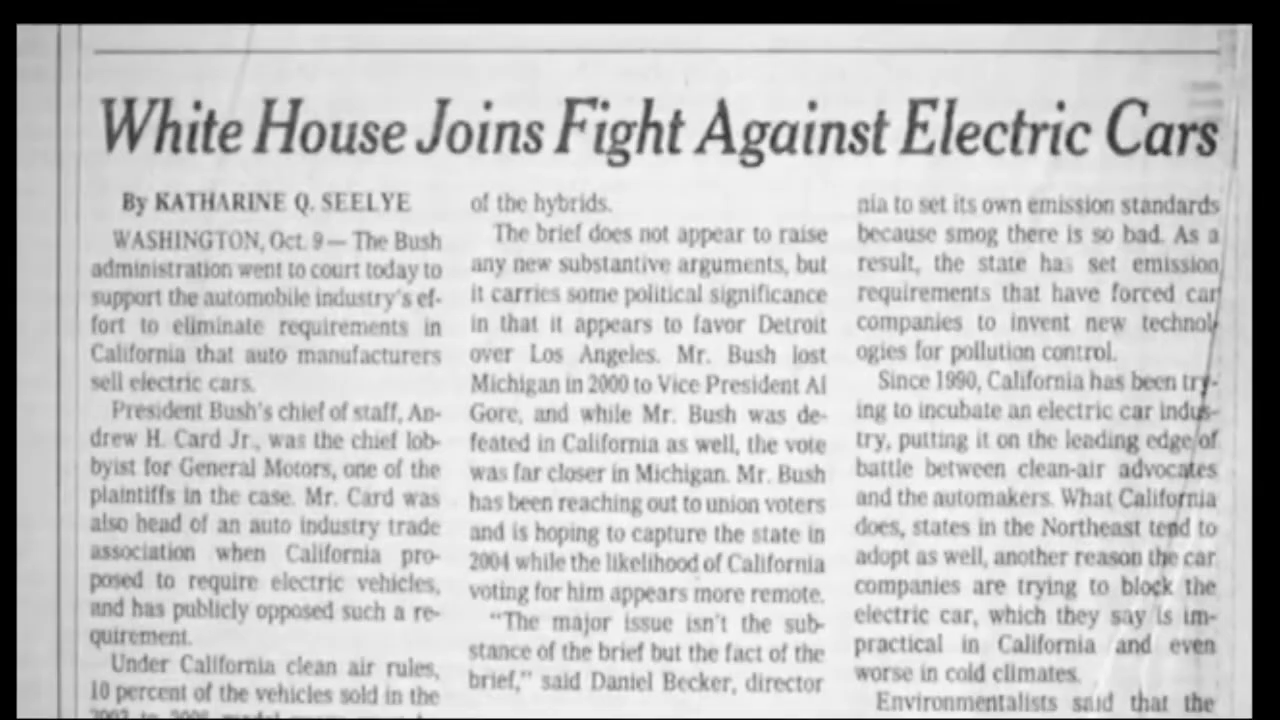 White House Joins Fight Against Electric Cars
By KATHARINE Q. SEELYE
WASHINGTON, Oct. 9 — The Bush
administration went to court today to
support the automobile industry's ef-
fort to eliminate requirements in
California that auto manufacturers
sell electric cars.
President Bush's chief of staff, An-
drew H. Card Jr., was the chief lob-
byist for General Motors, one of the
plaintiffs in the case. Mr. Card was
also head of an auto industry trade
association when California pro-
posed to require electric vehicles,
and has publicly opposed such a re-
quirement.
Under California clean air rules,
10 percent of the vehicles sold in the
of the hybrids.
The brief does not appear to raise
any new substantive arguments, but
it carries some political significance
in that it appears to favor Detroit
over Los Angeles. Mr. Bush lost
Michigan in 2000 to Vice President Al
Gore, and while Mr. Bush was de-
feated in California as well, the vote
was far closer in Michigan. Mr. Bush
has been reaching out to union voters
and is hoping to capture the state in
2004 while the likelihood of California
voting for him appears more remote.
"The major issue isn't the sub-
stance of the brief but the fact of the
brief," said Daniel Becker, director
nia to set its own emission standards
because smog there is so bad. As a
result, the state has set emission
requirements that have forced car
companies to invent new technol-
ogies for pollution control.
Since 1990, California has been try-
ing to incubate an electric car indus-
try, putting it on the leading edge of
battle between clean-air advocates
and the automakers. What California
does, states in the Northeast tend to
adopt as well, another reason the car
companies are trying to block the
electric car, which they say is im-
practical in California and even
worse in cold climates.
Environmentalists said that the